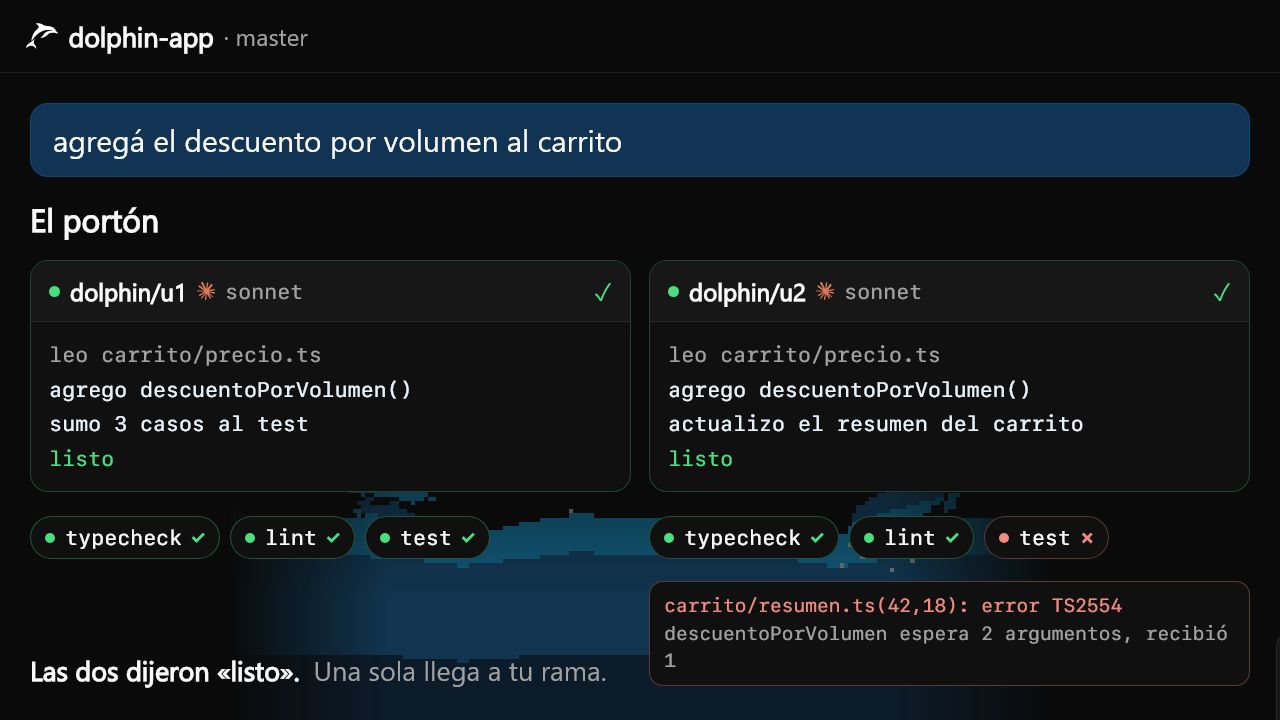 dolphin-app · master
agregá el descuento por volumen al carrito
El portón
dolphin/u1 sonnet
leo carrito/precio.ts
agrego descuentoPorVolumen()
sumo 3 casos al test
listo
typecheck lint test
dolphin/u2 sonnet
leo carrito/precio.ts
agrego descuentoPorVolumen()
actualizo el resumen del carrito
listo
typecheck lint test
carrito/resumen.ts(42,18): error TS2554
descuentoPorVolumen espera 2 argumentos, recibió
1
Las dos dijeron «listo». Una sola llega a tu rama.